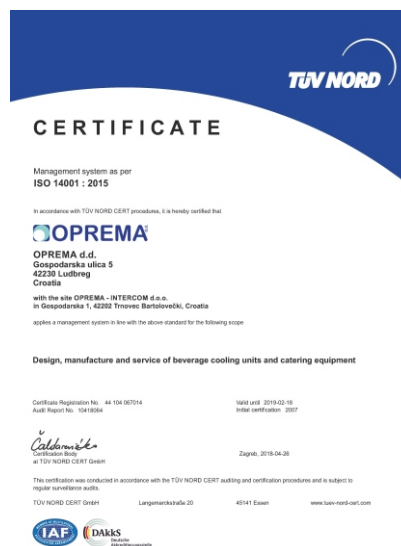 TÜV NORD
CERTIFICATE
Management system as per
ISO 14001 : 2015
In accordance with TÜV NORD CERT procedures, it is hereby certified that
OPREMA
OPREMA d.d.
Gospodarska ulica 5
42230 Ludbreg
Croatia
with the site OPREMA - INTERCOM d.o.o.
in Gospodarska 1, 42202 Trnovec Bartolovečki, Croatia
applies a management system in line with the above standard for the following scope
Design, manufacture and service of beverage cooling units and catering equipment
Certificate Registration No. 44 104 067014
Audit Report No. 10418064
Valid until 2019-02-18
Initial certification 2007
Certification Body
at TÜV NORD CERT GmbH
Zagreb, 2018-04-26
This certification was conducted in accordance with the TÜV NORD CERT auditing and certification procedures and is subject to
regular surveillance audits.
TÜV NORD CERT GmbH Langemarckstraße 20 45141 Essen www.tuev-nord-cert.com
IAF
DAkkS
Deutsche
Akkreditierungsstelle